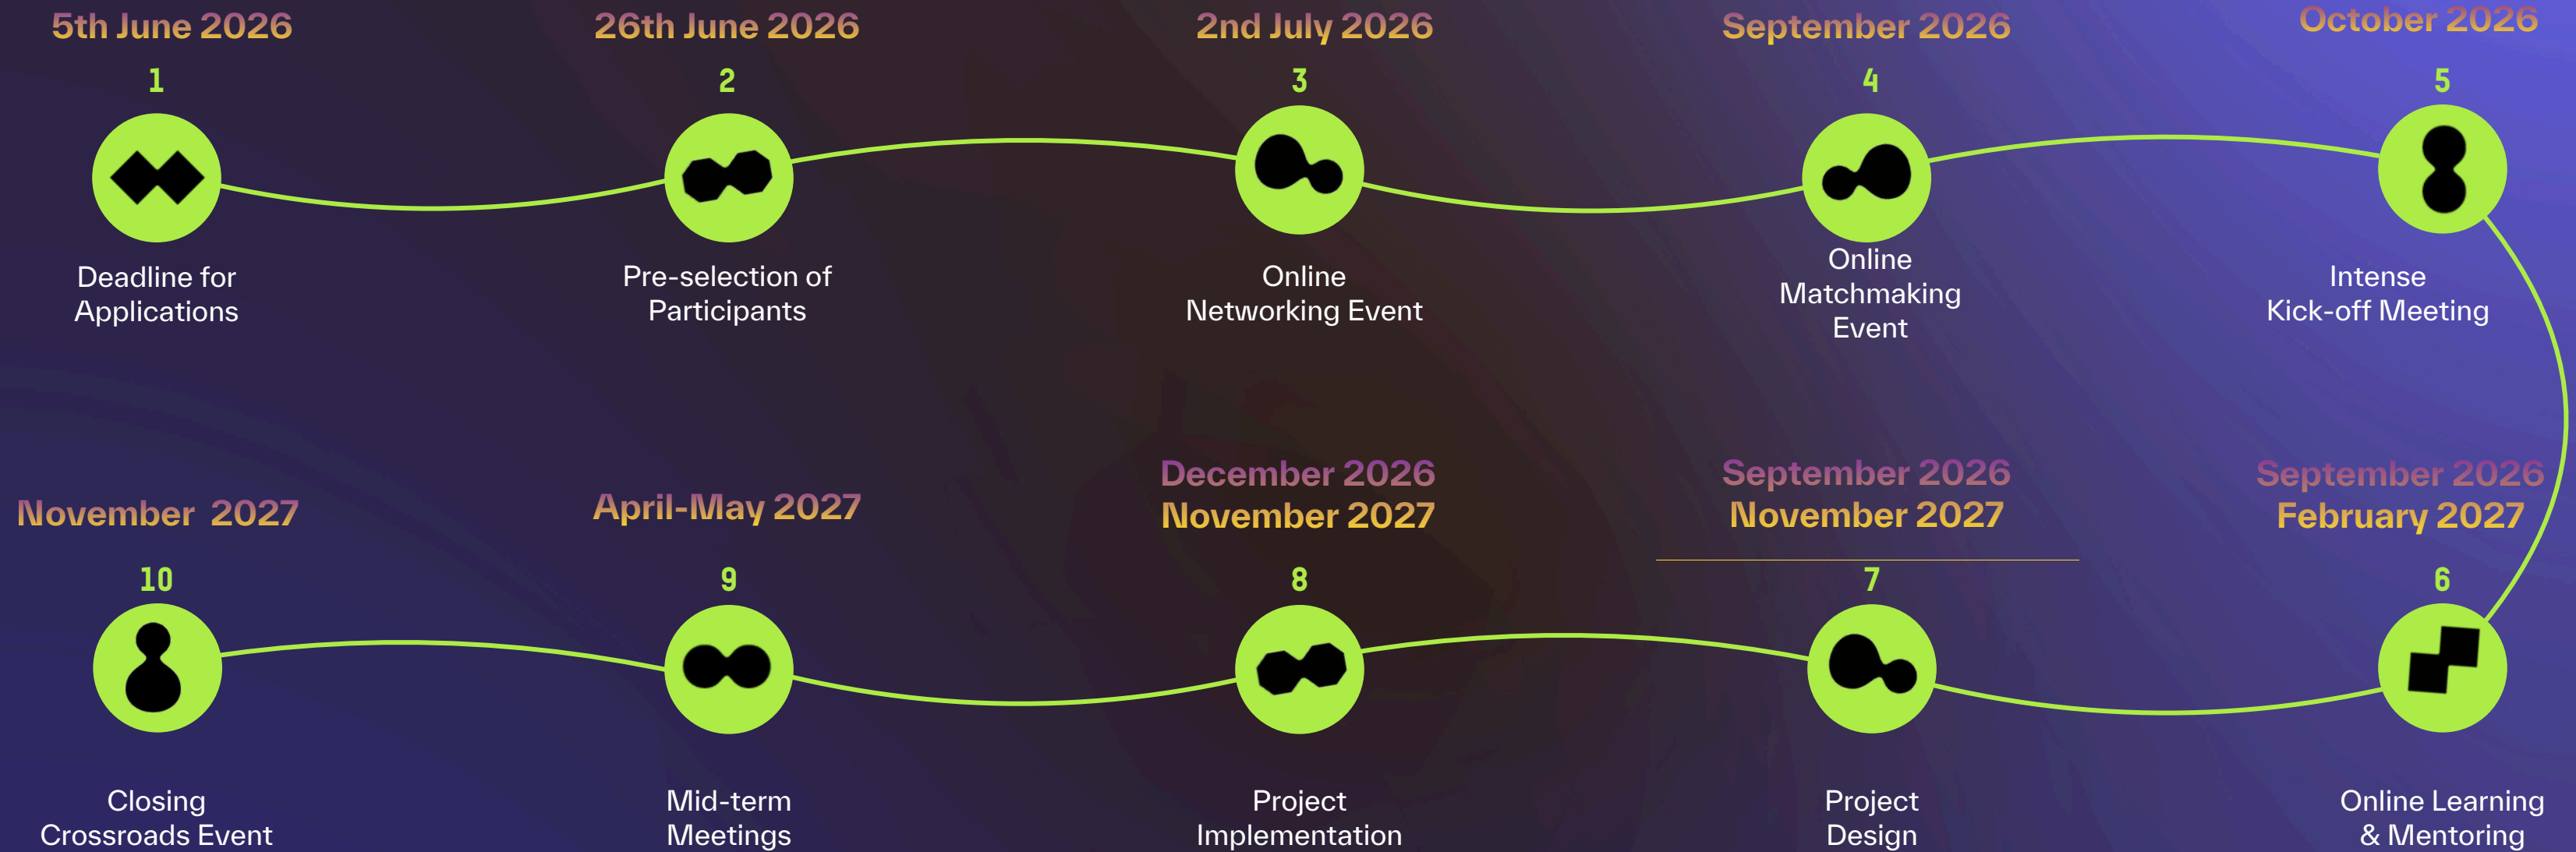 5th June 2026
1
Deadline for
Applications
26th June 2026
2
Pre-selection of
Participants
2nd July 2026
3
Online
Networking Event
September 2026
4
Online
Matchmaking
Event
October 2026
5
Intense
Kick-off Meeting
September 2026
February 2027
6
Online Learning
& Mentoring
September 2026
November 2027
7
Project
Design
December 2026
November 2027
8
Project
Implementation
April-May 2027
9
Mid-term
Meetings
November 2027
10
Closing
Crossroads Event